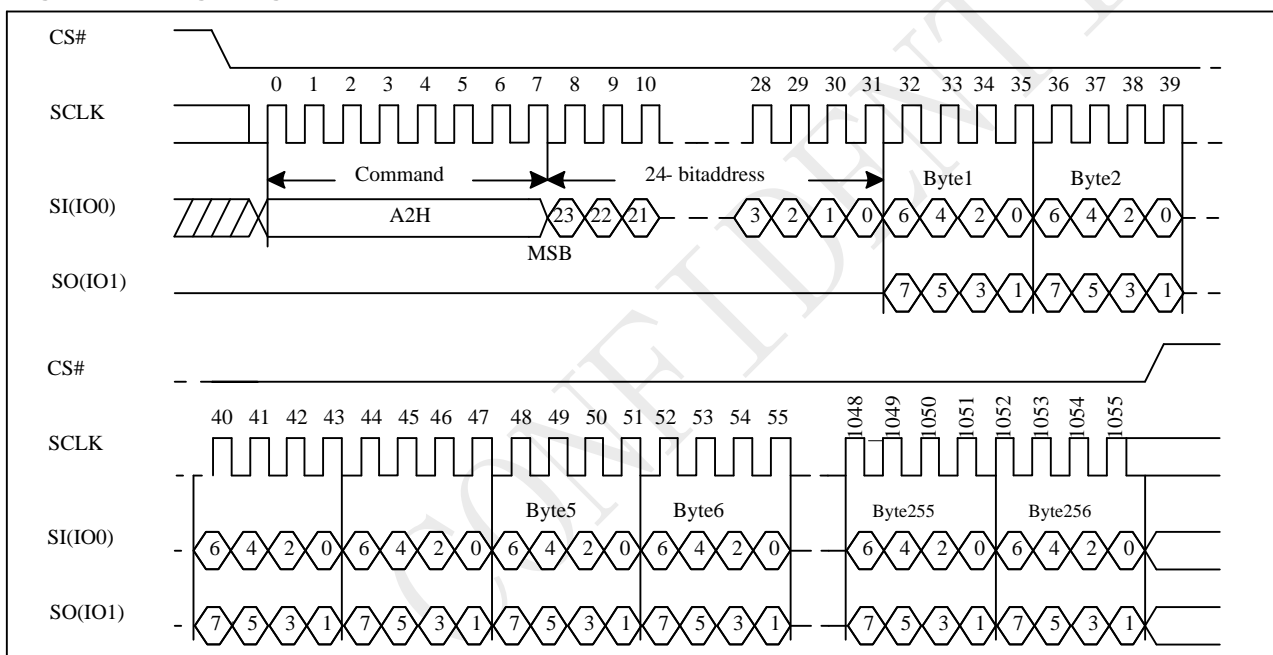 CS#
0 1 2 3 4 5 6 7 8 9 10 28 29 30 31 32 33 34 35 36 37 38 39
SCLK
Command 24- bitaddress Byte1 Byte2
SI(IO0) A2H 23 22 21 3 2 1 0 6 4 2 0 6 4 2 0
MSB
SO(IO1) 7 5 3 1 7 5 3 1
CS#
40 41 42 43 44 45 46 47 48 49 50 51 52 53 54 55 1048 1049 1050 1051 1052 1053 1054 1055
SCLK
Byte5 Byte6 Byte255 Byte256
SI(IO0) 6 4 2 0 6 4 2 0 6 4 2 0 6 4 2 0 6 4 2 0 6 4 2 0
SO(IO1) 7 5 3 1 7 5 3 1 7 5 3 1 7 5 3 1 7 5 3 1 7 5 3 1